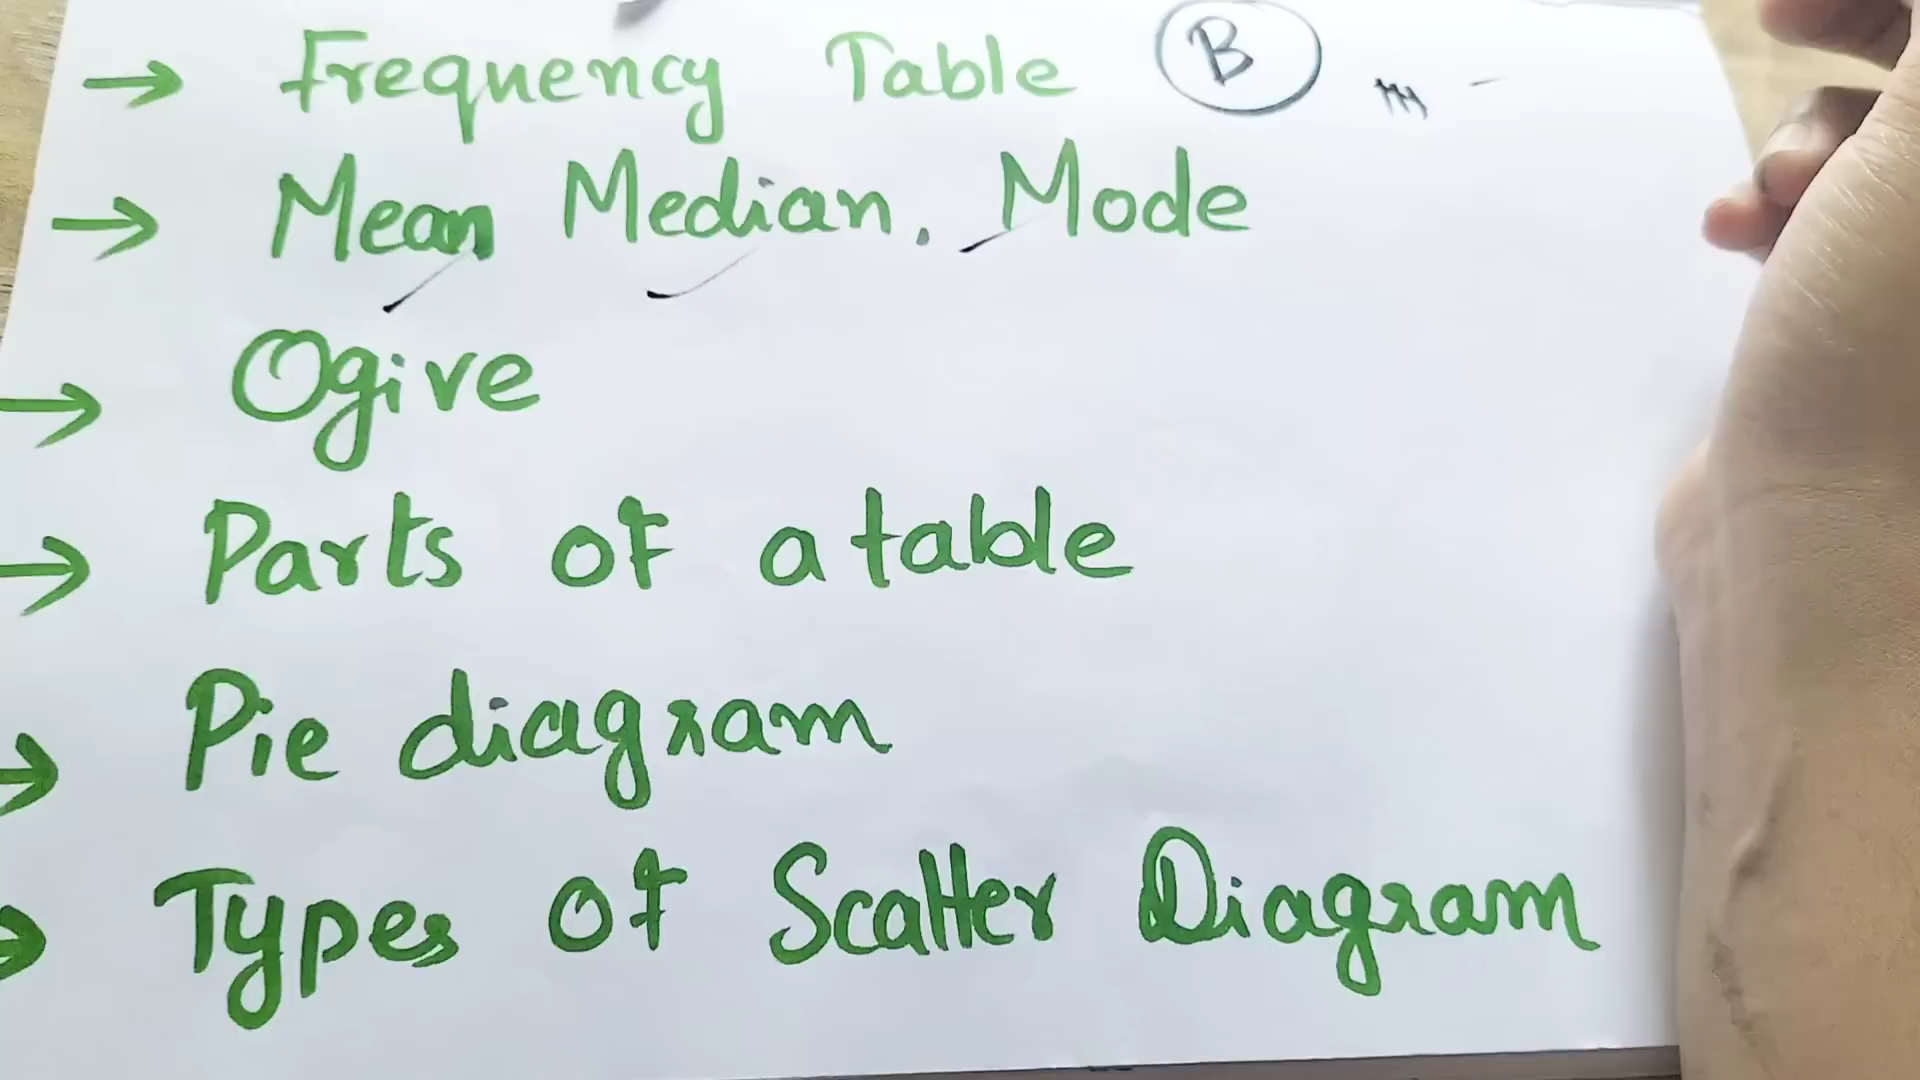 → Frequency Table B
→ Mean Median. Mode
→ Ogive
→ Parts of a table
→ Pie diagram
→ Types of Scatter Diagram